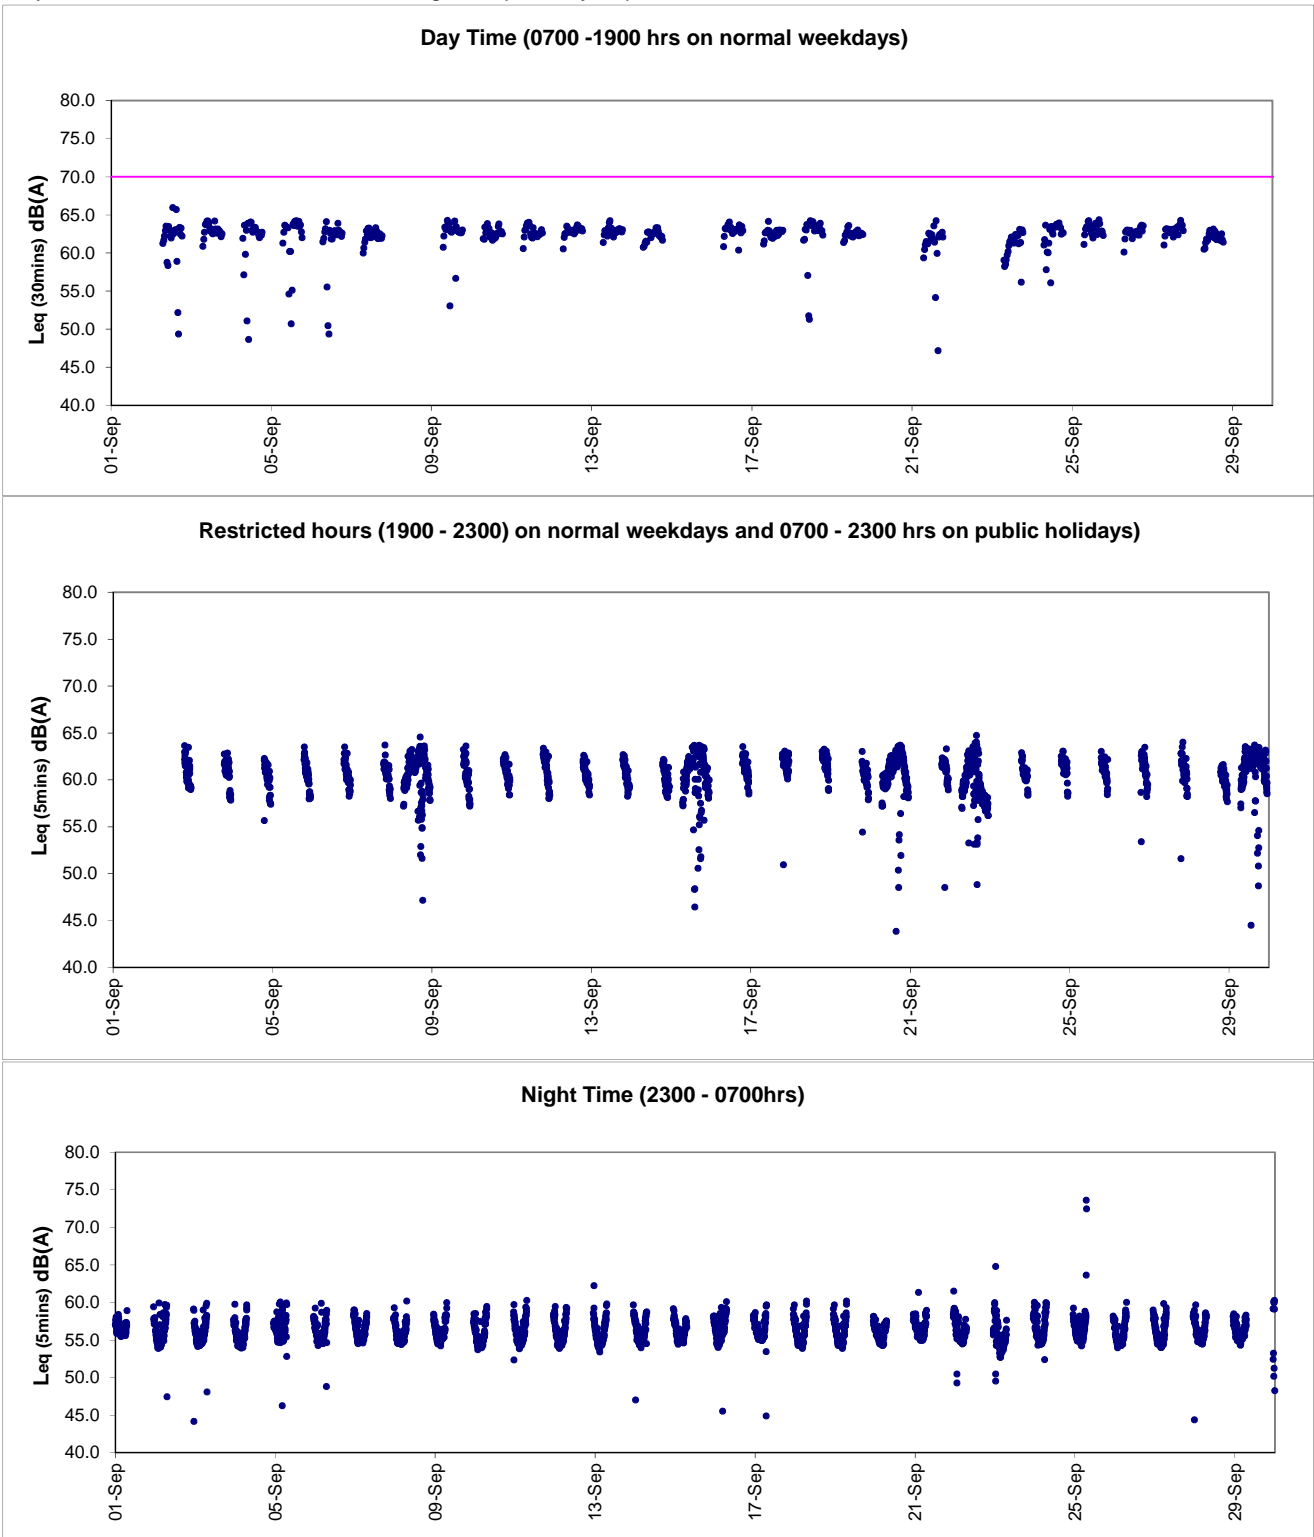 Day Time (0700 -1900 hrs on normal weekdays)
80.0
75.0
70.0
65.0
60.0
55.0
50.0
45.0
40.0
Leq (30mins) dB(A)
01-Sep
05-Sep
09-Sep
13-Sep
17-Sep
21-Sep
25-Sep
29-Sep
Restricted hours (1900 - 2300) on normal weekdays and 0700 - 2300 hrs on public holidays)
80.0
75.0
70.0
65.0
60.0
55.0
50.0
45.0
40.0
Leq (5mins) dB(A)
01-Sep
05-Sep
09-Sep
13-Sep
17-Sep
21-Sep
25-Sep
29-Sep
Night Time (2300 - 0700hrs)
80.0
75.0
70.0
65.0
60.0
55.0
50.0
45.0
40.0
Leq (5mins) dB(A)
01-Sep
05-Sep
09-Sep
13-Sep
17-Sep
21-Sep
25-Sep
29-Sep